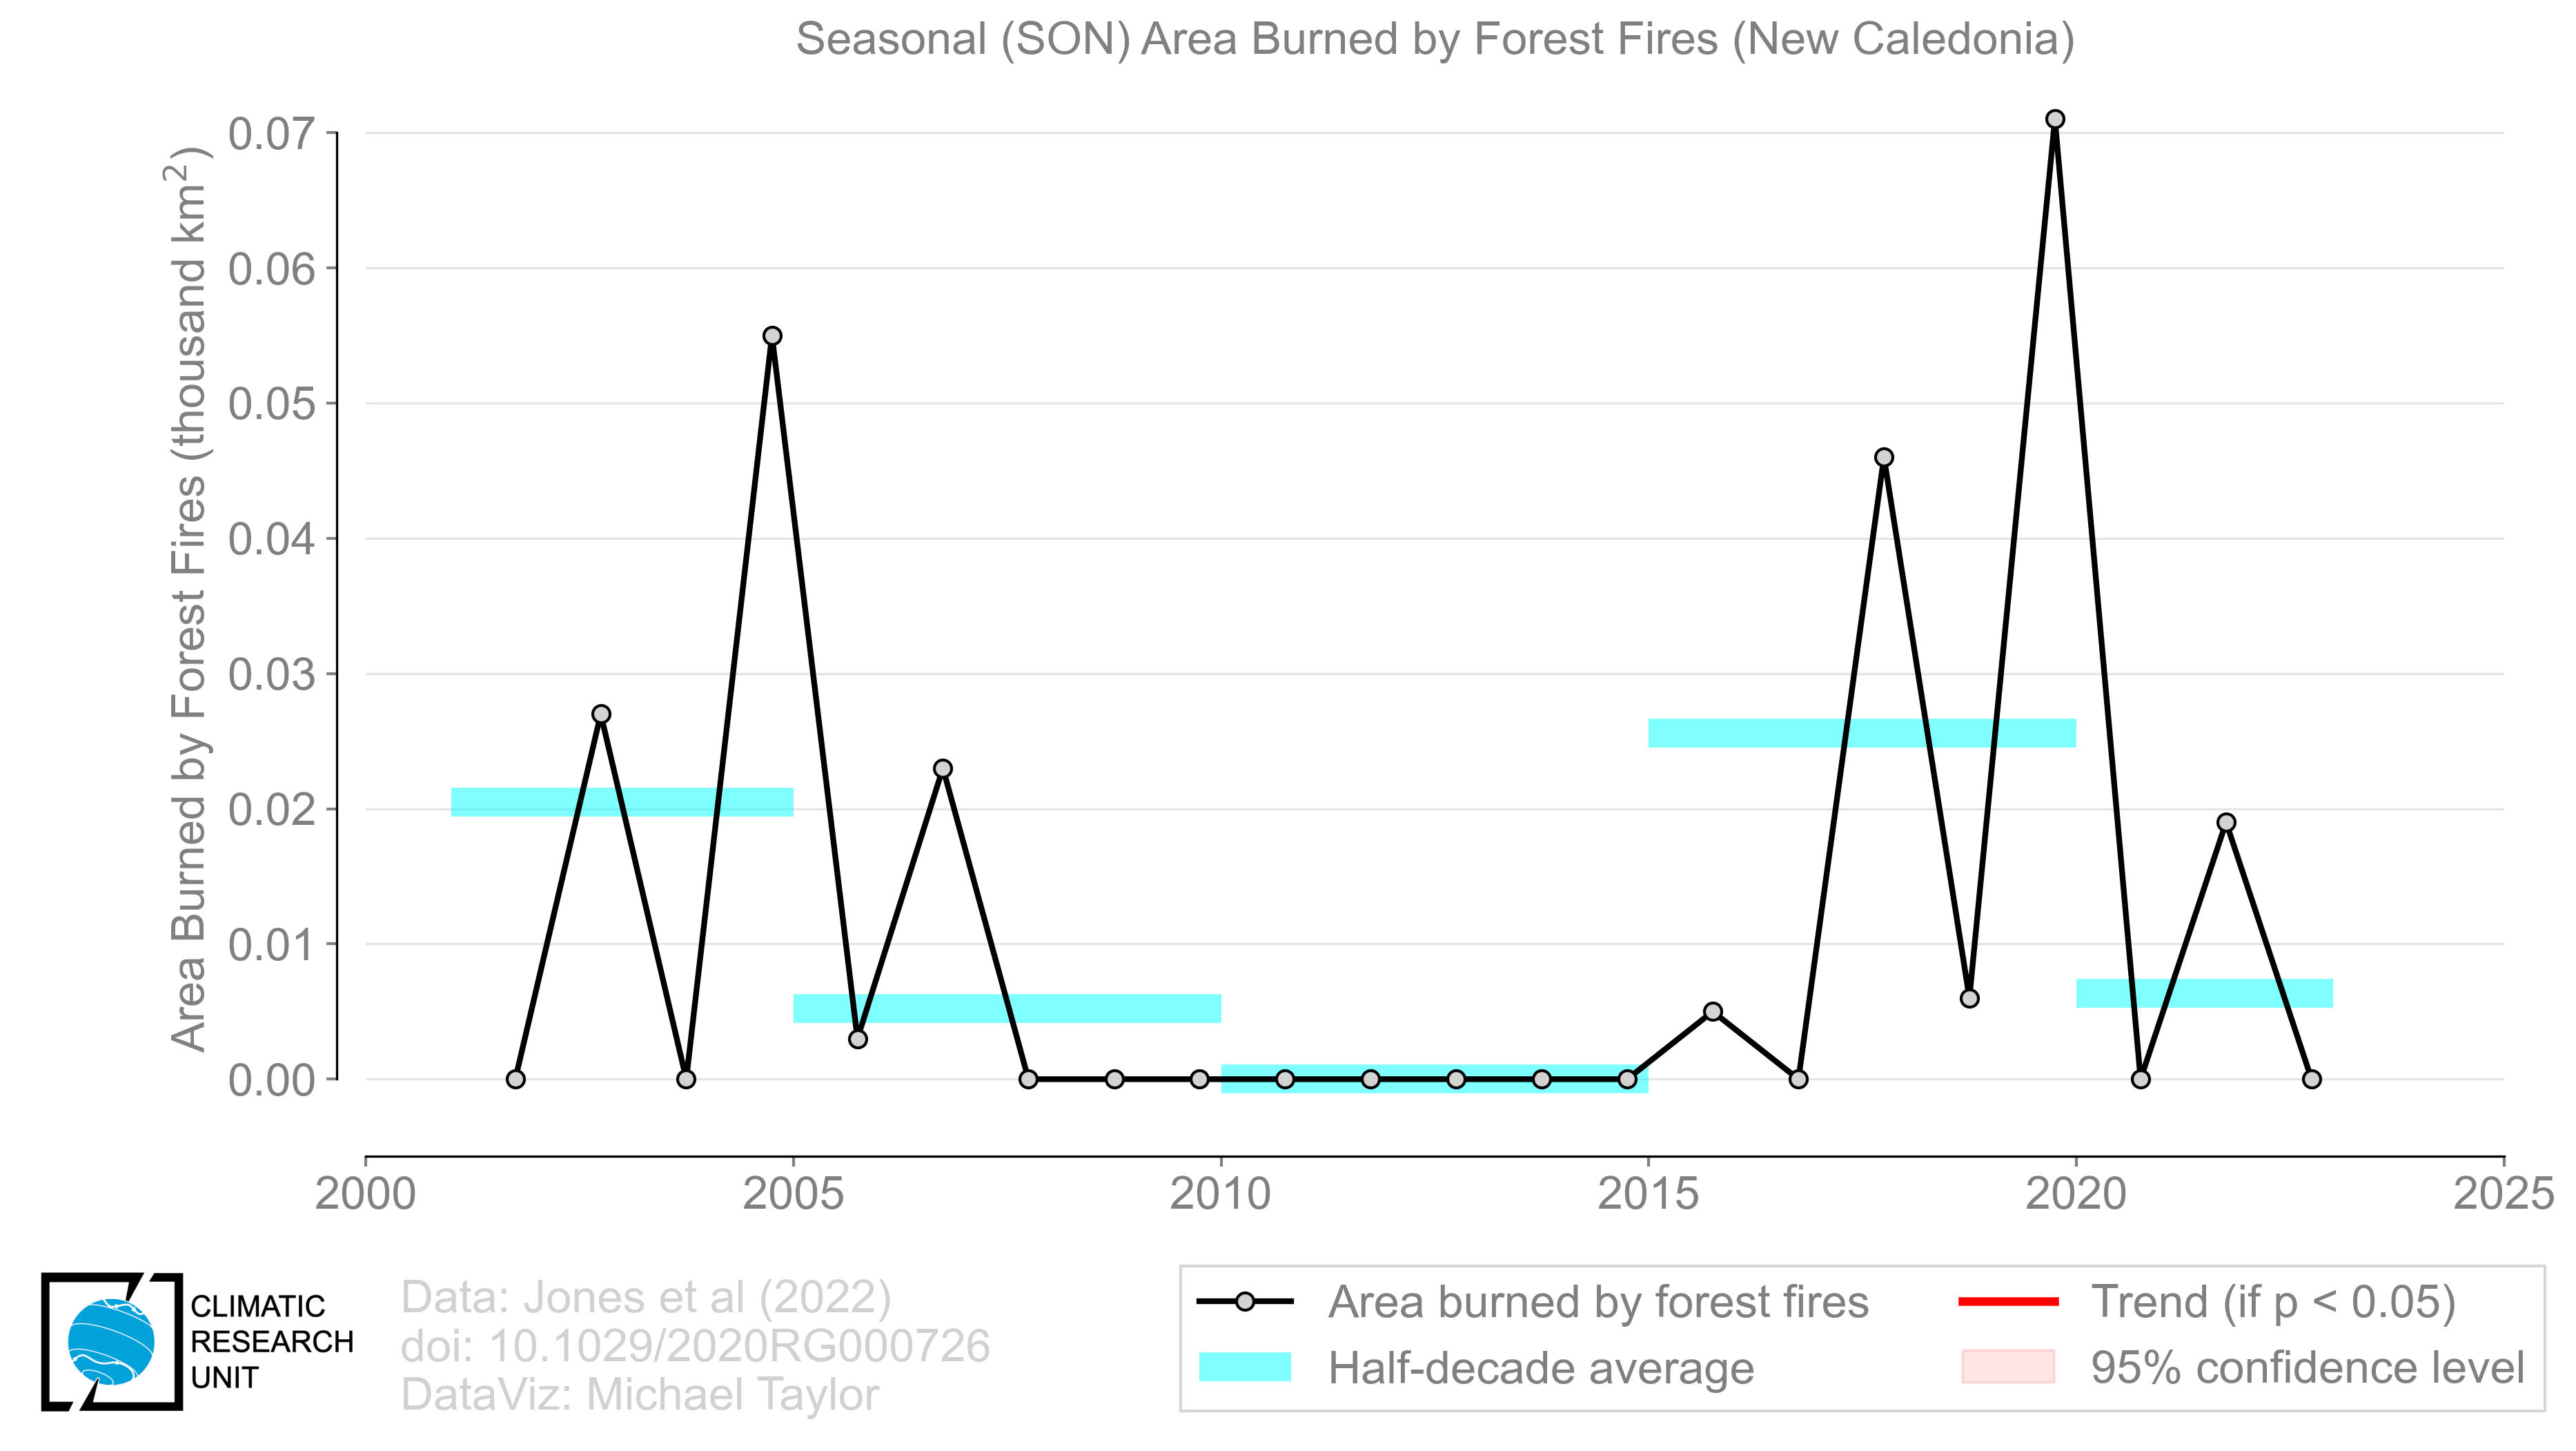 Seasonal (SON) Area Burned by Forest Fires (New Caledonia)
Area Burned by Forest Fires (thousand km²)
0.07
0.06
0.05
0.04
0.03
0.02
0.01
0.00
2000
2005
2010
2015
2020
2025
CLIMATIC
RESEARCH
UNIT
Data: Jones et al (2022)
doi: 10.1029/2020RG000726
DataViz: Michael Taylor
Area burned by forest fires
Half-decade average
Trend (if p < 0.05)
95% confidence level